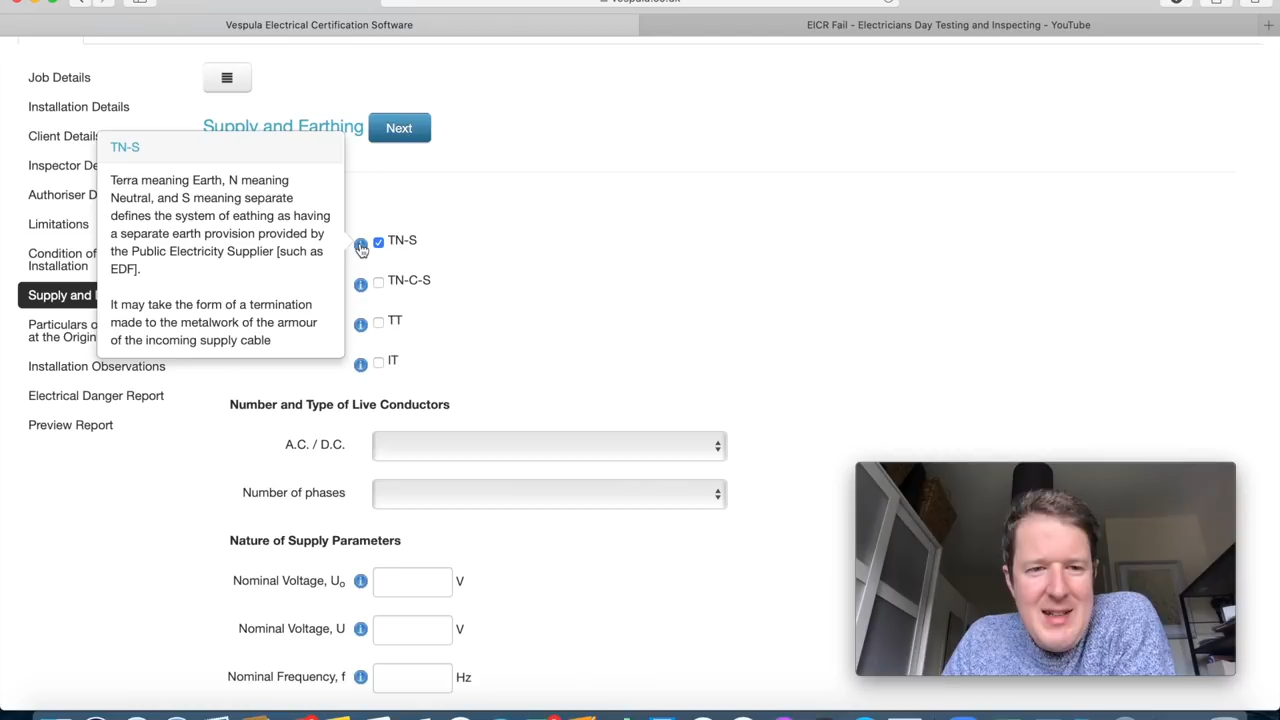 vespula.co.uk
Vespula Electrical Certification Software
EICR Fail - Electricians Day Testing and Inspecting - YouTube
Job Details
Installation Details
Client Details
Inspector De
Authoriser D
Limitations
Condition of
Installation
Supply and
Particulars o
at the Origin
Installation Observations
Electrical Danger Report
Preview Report
Supply and Earthing
Next
TN-S
Terra meaning Earth, N meaning
Neutral, and S meaning separate
defines the system of eathing as having
a separate earth provision provided by
the Public Electricity Supplier [such as
EDF].
It may take the form of a termination
made to the metalwork of the armour
of the incoming supply cable
TN-S
TN-C-S
TT
IT
Number and Type of Live Conductors
A.C. / D.C.
Number of phases
Nature of Supply Parameters
Nominal Voltage, Uo
V
Nominal Voltage, U
V
Nominal Frequency, f
Hz